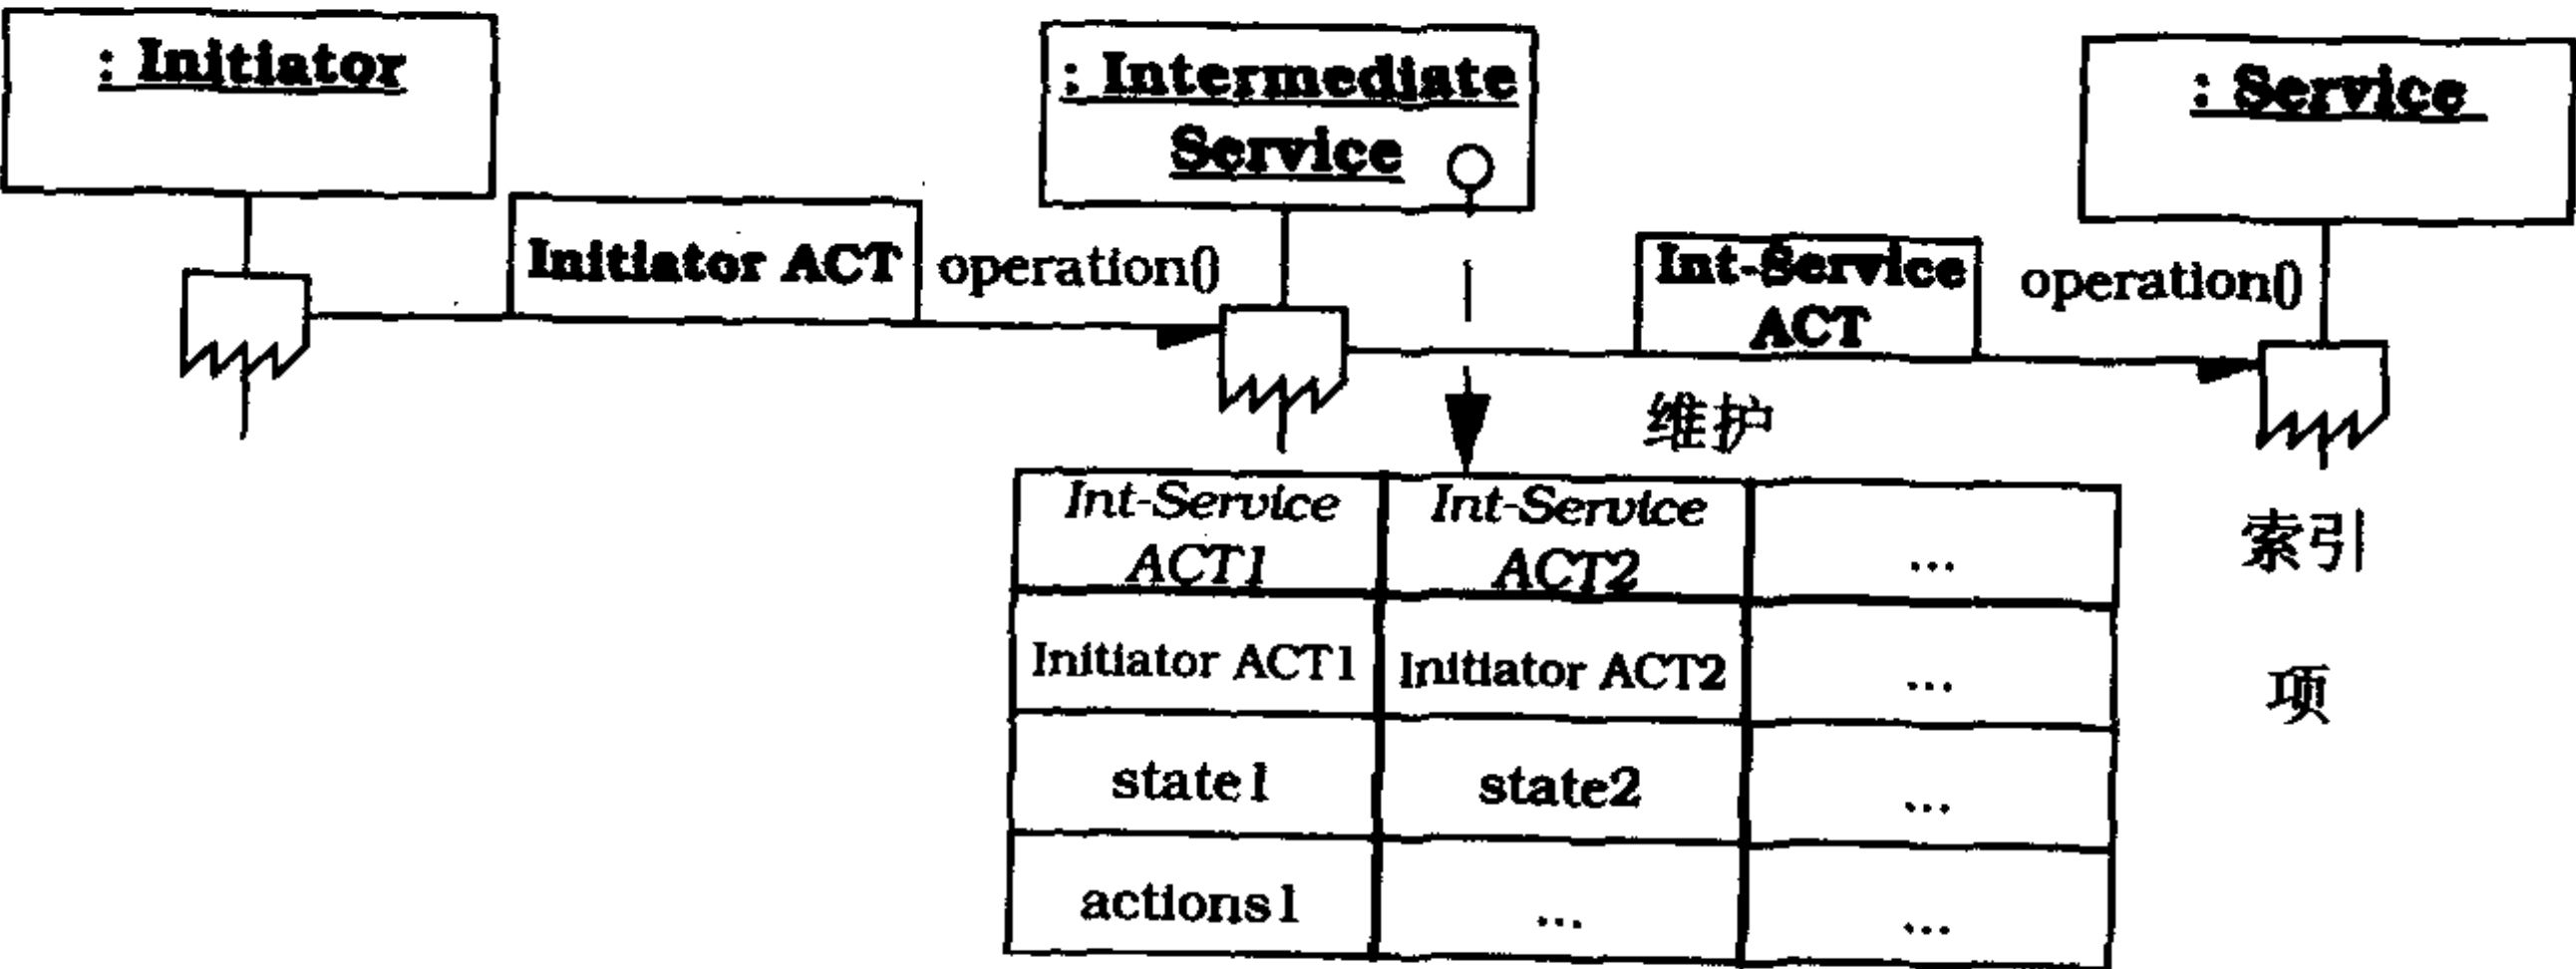 : Initiator
: Intermediate
Service
: Service
Initiator ACT
operation()
Int-Service
ACT
operation()
维护
Int-Service
ACT1
Int-Service
ACT2
...
索引
Initiator ACT1
Initiator ACT2
...
项
state1
state2
...
actions1
...
...